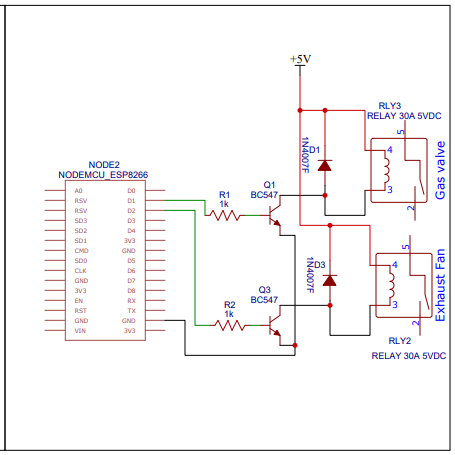 +5V
RLY3
RELAY 30A 5VDC
5
4
3
2
Gas valve
1N4007F
D1
NODE2
NODEMCU_ESP8266
A0 D0
RSV D1
RSV D2
SD3 D3
SD2 D4
SD1 3V3
CMD GND
SD0 D5
CLK D6
GND D7
3V3 D8
EN RX
RST TX
GND GND
VIN 3V3
R1
1k
Q1
BC547
5
4
3
2
Exhaust Fan
1N4007F
D3
R2
1k
Q3
BC547
RLY2
RELAY 30A 5VDC